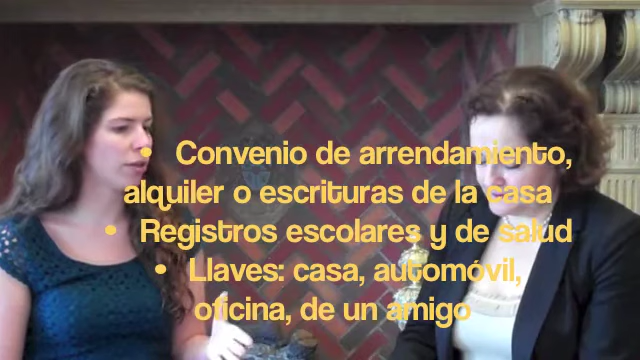 • Convenio de arrendamiento,
alquiler o escrituras de la casa
• Registros escolares y de salud
• Llaves: casa, automóvil,
oficina, de un amigo